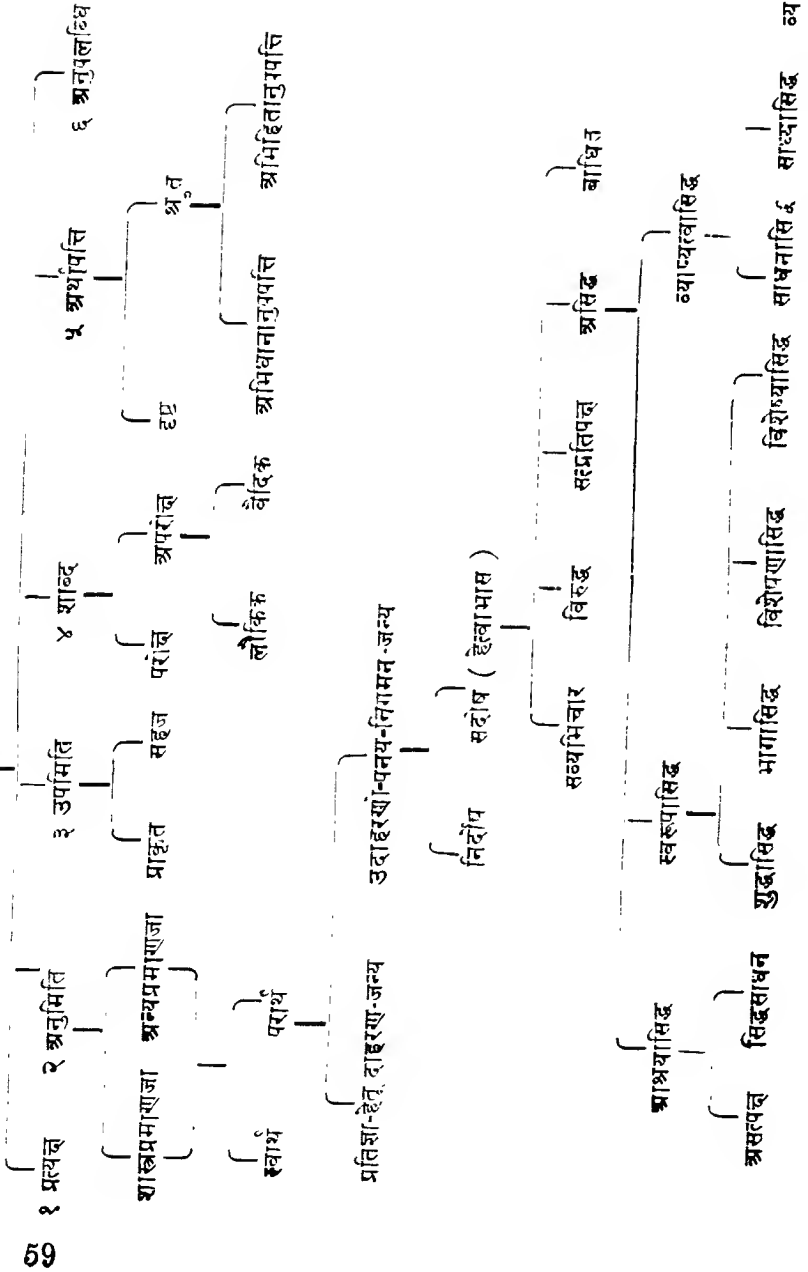 १ प्रत्यक्ष २ अनुमिति ३ उपमिति ४ शाब्द ५ अर्थापत्ति ६ अनुपलब्धि
शास्त्रप्रमाणजा अन्यप्रमाणजा प्राकृत सहज परोक्ष अपरोक्ष दृष्ट श्रुत
स्वार्थ परार्थ लौकिक वैदिक अभिधानानुपपत्ति अभिहितानुपपत्ति
प्रतिज्ञा-हेतू दाहरण-जन्य उदाहरणो-पनय-निगमन-जन्य
निर्दोष सदोष ( हेत्वाभास )
सव्यभिचार विरुद्ध सत्प्रतिपक्ष असिद्ध बाधित
आश्रयासिद्ध स्वरूपासिद्ध व्याप्यत्वासिद्ध
असत्पक्ष सिद्धसाधन शुद्धासिद्ध भागासिद्ध विशेषणासिद्ध विशेष्यासिद्ध साधनासिद्ध साध्यासिद्ध व्य
59